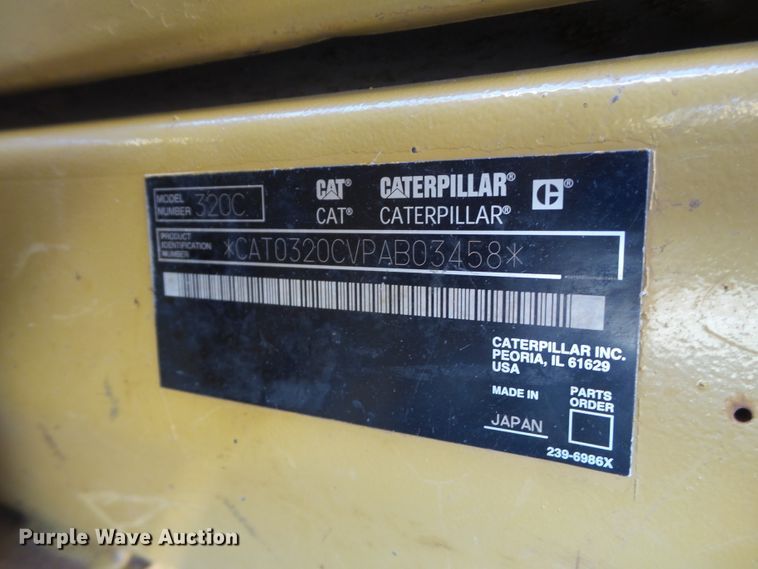 MODEL NUMBER 320C
CAT® CATERPILLAR® C®
CAT® CATERPILLAR®
PRODUCT IDENTIFICATION NUMBER *CAT0320CVPAB03458*
CATERPILLAR INC.
PEORIA, IL 61629
USA
MADE IN
JAPAN
PARTS
ORDER
239-6986X
Purple Wave Auction